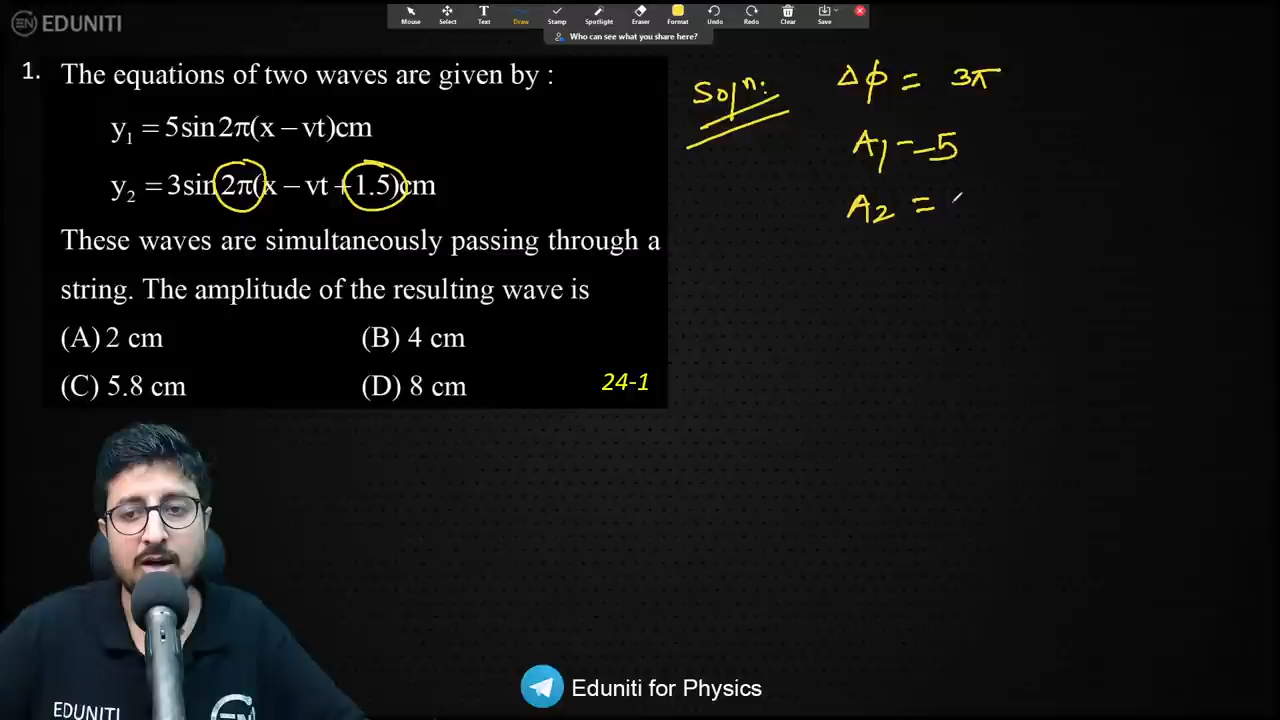 EDUNITI
Mouse Select Text Draw Stamp Spotlight Eraser Format Undo Redo Clear Save
Who can see what you share here?
1. The equations of two waves are given by :
y₁ = 5sin2π(x – vt)cm
y₂ = 3sin2π(x – vt +1.5)cm
These waves are simultaneously passing through a
string. The amplitude of the resulting wave is
(A) 2 cm (B) 4 cm
(C) 5.8 cm (D) 8 cm
24-1
Solⁿ:
Δϕ = 3π
A1 = 5
A2 =
EDUNITI
EN
Eduniti for Physics